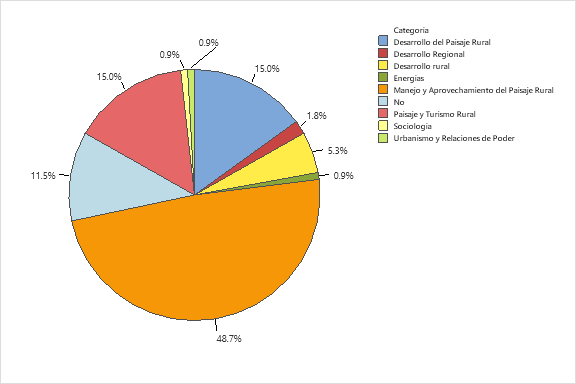 Categoria
Desarrollo del Paisaje Rural
Desarrollo Regional
Desarrollo rural
Energias
Manejo y Aprovechamiento del Paisaje Rural
No
Paisaje y Turismo Rural
Sociologia
Urbanismo y Relaciones de Poder
15.0%
1.8%
5.3%
0.9%
48.7%
11.5%
15.0%
0.9%
0.9%